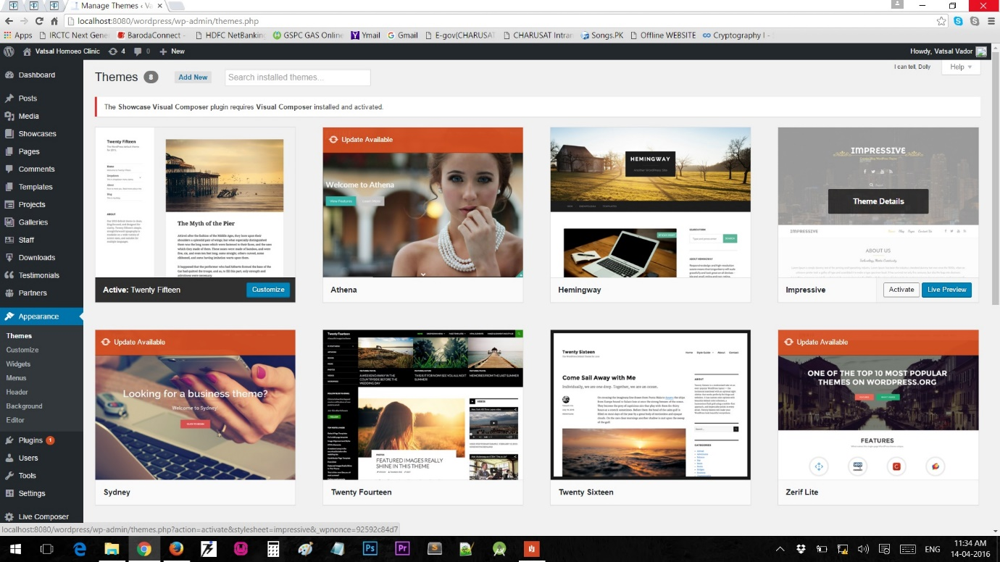 Manage Themes ‹ Va
localhost:8080/wordpress/wp-admin/themes.php
Apps IRCTC Next Gene BarodaConnect - HDFC NetBanking GSPC GAS Online Ymail Gmail E-gov(CHARUSAT CHARUSAT Intran Songs.PK Offline WEBSITE Cryptography I -
Vatsal Homoeo Clinic 4 0 New Howdy, Vatsal Vador
Dashboard
Posts
Media
Showcases
Pages
Comments
Templates
Projects
Galleries
Staff
Downloads
Testimonials
Partners
Appearance
Themes
Customize
Widgets
Menus
Header
Background
Editor
Plugins 1
Users
Tools
Settings
Live Composer
Themes 8 Add New Search installed themes... I can tell, Dolly Help
The Showcase Visual Composer plugin requires Visual Composer installed and activated.
Twenty Fifteen
ABOUT
The Myth of the Pier
Active: Twenty Fifteen Customize
Update Available
Welcome to Athena
View Features Learn More
Athena
HEMINGWAY
Hemingway
IMPRESSIVE
Theme Details
IMPRESSIVE
ABOUT US
Impressive Activate Live Preview
Update Available
Looking for a business theme?
Welcome to Sydney!
Sydney
Twenty Fourteen
FEATURED IMAGES REALLY
SHINE IN THIS THEME
Twenty Fourteen
Twenty Sixteen
Come Sail Away with Me
Individually, we are one drop. Together, we are an ocean.
Twenty Sixteen
Update Available
ONE OF THE TOP 10 MOST POPULAR
THEMES ON WORDPRESS.ORG
FEATURES
Zerif Lite
localhost:8080/wordpress/wp-admin/themes.php?action=activate&stylesheet=impressive&_wpnonce=92592c84d7
ENG
11:34 AM
14-04-2016